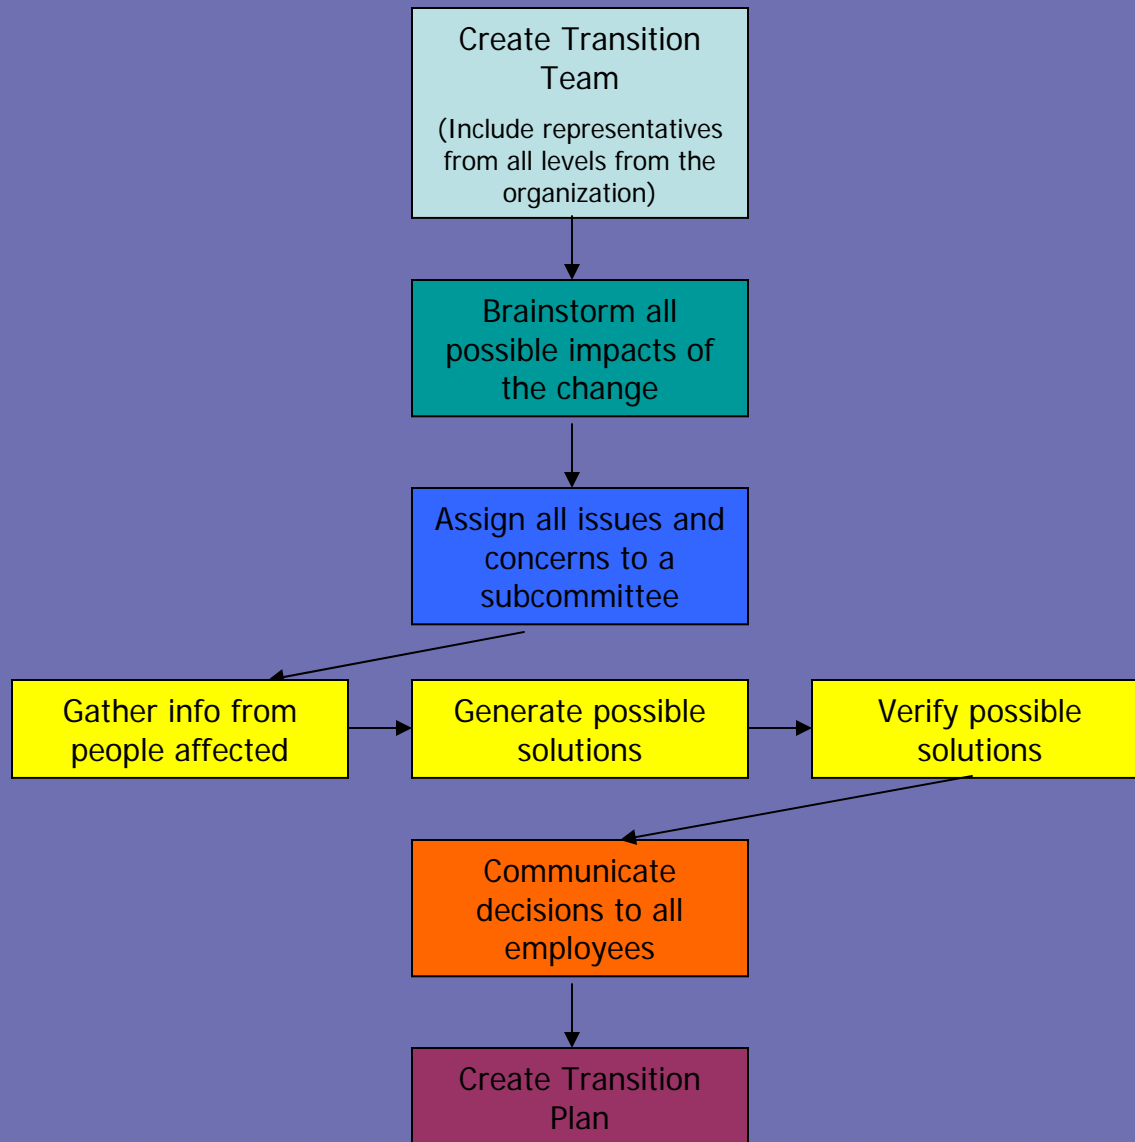 Create Transition
Team
(Include representatives
from all levels from the
organization)
Brainstorm all
possible impacts of
the change
Assign all issues and
concerns to a
subcommittee
Gather info from
people affected
Generate possible
solutions
Verify possible
solutions
Communicate
decisions to all
employees
Create Transition
Plan